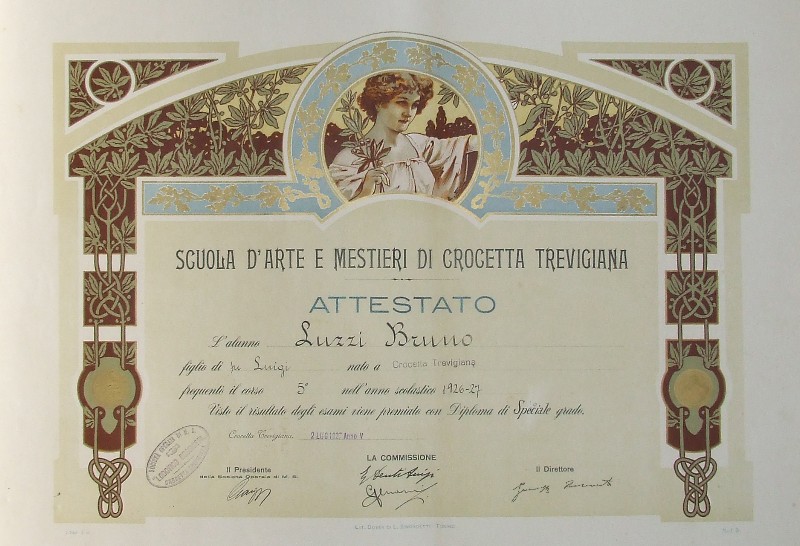 SCUOLA D'ARTE E MESTIERI DI CROCETTA TREVIGIANA
ATTESTATO
L'alunno Luzzi Bruno
figlio di Luigi nato a Crocetta Trevigiana
frequentò il corso 5° nell'anno scolastico 1926-27
Visto il risultato degli esami viene premiato con Diploma di Speciale grado.
Crocetta Trevigiana, Anno V
LA COMMISSIONE
Il Presidente
della Società Operaia di M. S.
Il Direttore